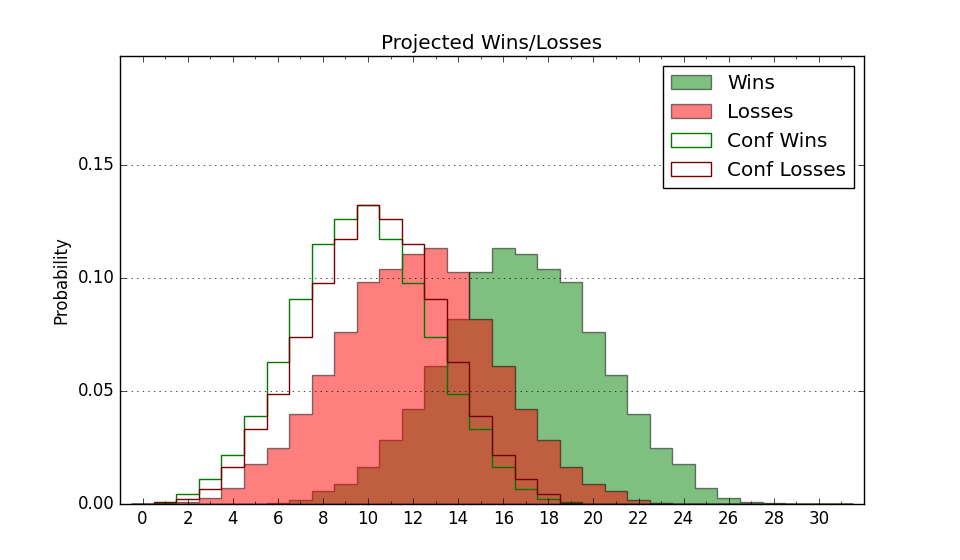 Projected Wins/Losses
Wins
Losses
Conf Wins
Conf Losses
Probability
0.15
0.10
0.05
0.00
0 2 4 6 8 10 12 14 16 18 20 22 24 26 28 30